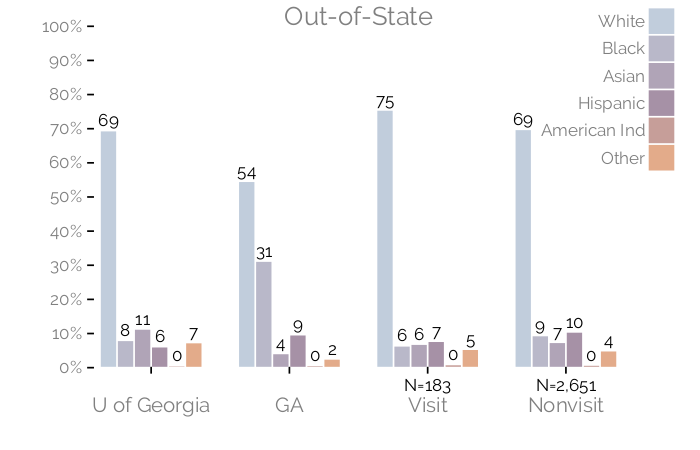 Out-of-State
White
Black
Asian
Hispanic
American Ind
Other
100%
90%
80%
70%
60%
50%
40%
30%
20%
10%
0%
69 8 11 6 0 7
54 31 4 9 0 2
75 6 6 7 0 5
69 9 7 10 0 4
N=183 N=2,651
U of Georgia GA Visit Nonvisit